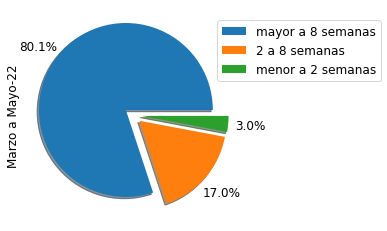 mayor a 8 semanas
2 a 8 semanas
menor a 2 semanas
80.1%
3.0%
17.0%
Marzo a Mayo-22